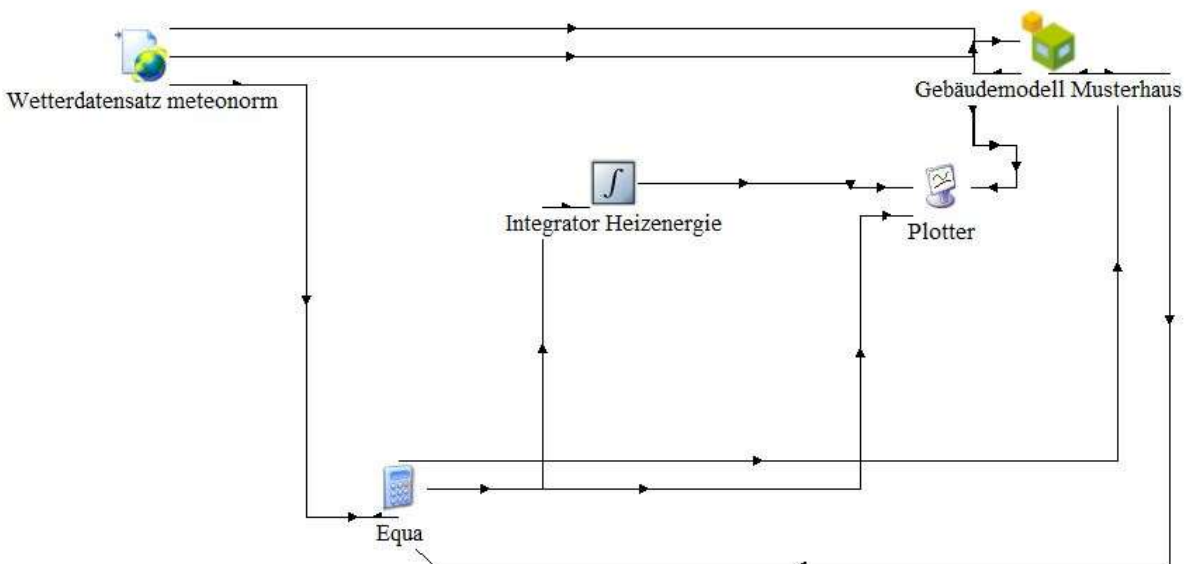 Wetterdatensatz meteonorm
Gebäudemodell Musterhaus
Integrator Heizenergie
Plotter
Equa